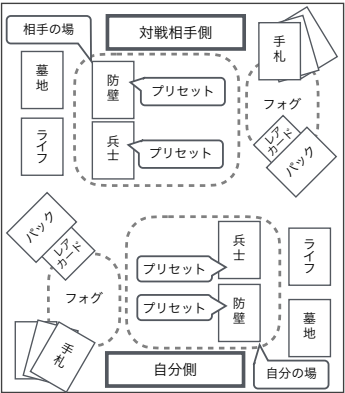 相手の場
対戦相手側
手札
墓地
防壁
プリセット
フォグ
ライフ
兵士
プリセット
レアカード
パック
パック
レアカード
兵士
ライフ
プリセット
フォグ
プリセット
防壁
墓地
手札
自分側
自分の場